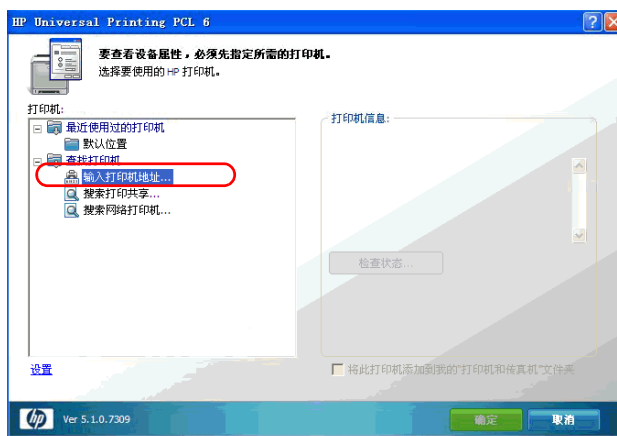 HP Universal Printing PCL 6
要查看设备属性，必须先指定所需的打印机。
选择要使用的 HP 打印机。
打印机:
最近使用过的打印机
默认位置
查找打印机
输入打印机地址...
搜索打印共享...
搜索网络打印机...
打印机信息:
检查状态...
设置
将此打印机添加到我的"打印机和传真机"文件夹
hp
Ver 5.1.0.7309
确定
取消